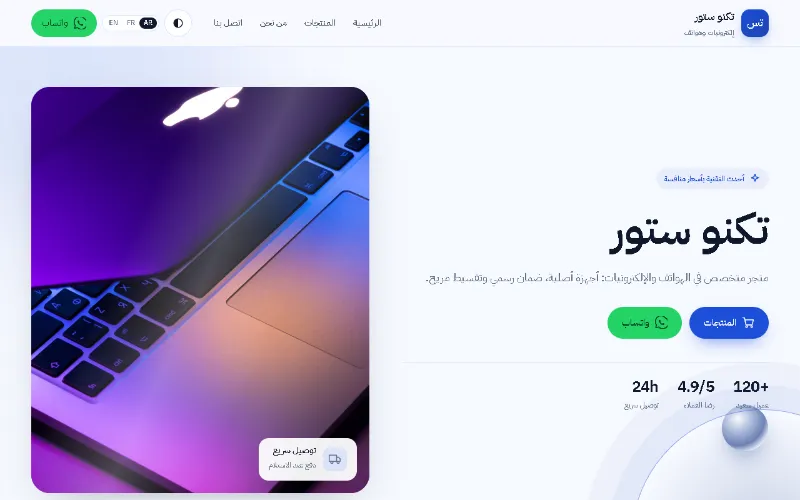 تكنو ستور
إلكترونيات وهواتف
تس
الرئيسية
المنتجات
من نحن
اتصل بنا
AR
FR
EN
واتساب
أحدث التقنية بأسعار منافسة
تكنو ستور
متجر متخصص في الهواتف والإلكترونيات: أجهزة أصلية، ضمان رسمي وتقسيط مريح.
المنتجات
واتساب
+120
عميل سعيد
4.9/5
رضا العملاء
24h
توصيل سريع
توصيل سريع
دفع عند الاستلام